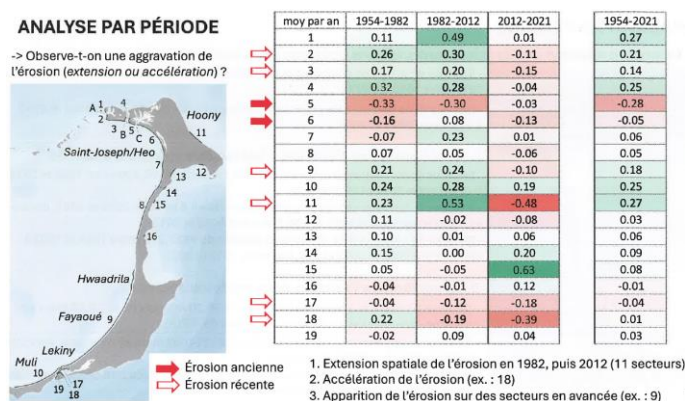 ANALYSE PAR PÉRIODE
-> Observe-t-on une aggravation de
l'érosion (extension ou accélération) ?
1 4
A
2
3 B 5 C 6
Hoony
11
Saint-Joseph/Heo
7
12
13
14
8 15
16
Hwaadrila
Fayaoué 9
Lekiny
Muli
10
19 17
18
moy par an 1954-1982 1982-2012 2012-2021 1954-2021
1 0.11 0.49 0.01 0.27
2 0.26 0.30 -0.11 0.21
3 0.17 0.20 -0.15 0.14
4 0.32 0.28 -0.04 0.25
5 -0.33 -0.30 -0.03 -0.28
6 -0.16 0.08 -0.13 -0.05
7 -0.07 0.23 0.01 0.06
8 0.07 0.05 -0.06 0.05
9 0.21 0.24 -0.10 0.18
10 0.24 0.28 0.19 0.25
11 0.23 0.53 -0.48 0.27
12 0.11 -0.02 -0.08 0.03
13 0.10 0.01 0.06 0.06
14 0.15 0.00 0.20 0.09
15 0.05 -0.05 0.63 0.08
16 -0.04 -0.01 0.12 -0.01
17 -0.04 -0.12 -0.18 -0.04
18 0.22 -0.19 -0.39 0.01
19 -0.02 0.09 0.04 0.03
Érosion ancienne
Érosion récente
1. Extension spatiale de l'érosion en 1982, puis 2012 (11 secteurs)
2. Accélération de l'érosion (ex. : 18)
3. Apparition de l'érosion sur des secteurs en avancée (ex. : 9)